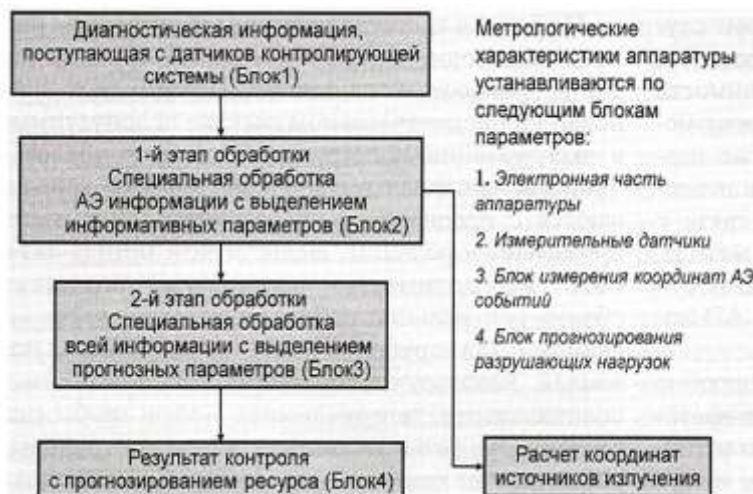 Диагностическая информация,
поступающая с датчиков контролирующей
системы (Блок1)
1-й этап обработки
Специальная обработка
АЭ информации с выделением
информативных параметров (Блок2)
2-й этап обработки
Специальная обработка
всей информации с выделением
прогнозных параметров (Блок3)
Результат контроля
с прогнозированием ресурса (Блок4)
Метрологические
характеристики аппаратуры
устанавливаются по
следующим блокам
параметров:
1. Электронная часть
аппаратуры
2. Измерительные датчики
3. Блок измерения координат АЭ
событий
4. Блок прогнозирования
разрушающих нагрузок
Расчет координат
источников излучения